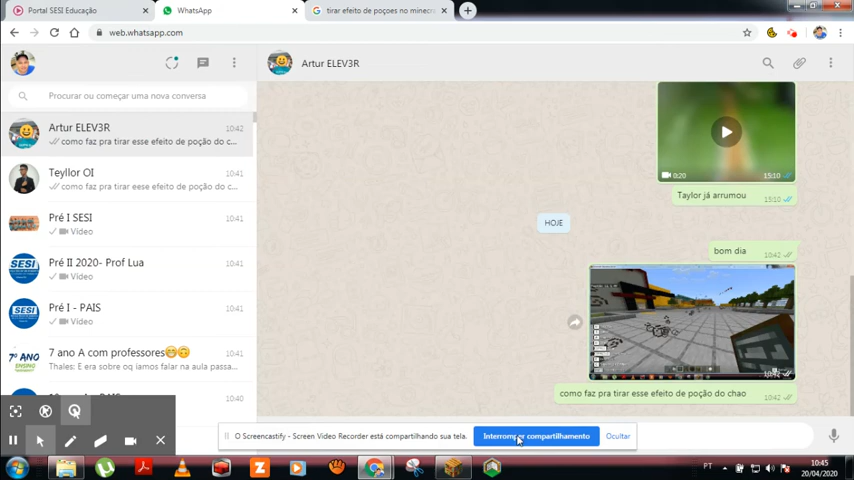 Portal SESI Educação
WhatsApp
tirar efeito de poçoes no minecr
web.whatsapp.com
Artur ELEV3R
Procurar ou começar uma nova conversa
Artur ELEV3R
10:42
como faz pra tirar esse efeito de poção do c...
Teyllor OI
10:42
como faz pra tirar esse efeito de poção do c...
Pré I SESI
10:41
Vídeo
Pré II 2020- Prof Lua
10:41
Vídeo
Pré I - PAIS
10:41
Vídeo
7 ano A com professores
10:41
Thales: E era sobre oq iamos falar na aula passa...
10:40
0:20
15:10
Taylor já arrumou
15:10
HOJE
bom dia
10:42
10:42
como faz pra tirar esse efeito de poção do chao
10:42
O Screencastify - Screen Video Recorder está compartilhando sua tela.
Interromper compartilhamento
Ocultar
PT
10:45
20/04/2020